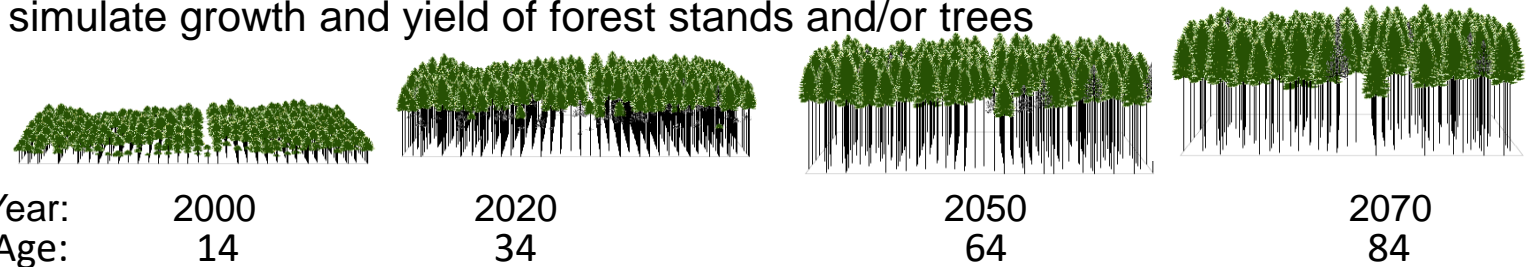 simulate growth and yield of forest stands and/or trees
Year: 2000 2020 2050 2070
Age: 14 34 64 84